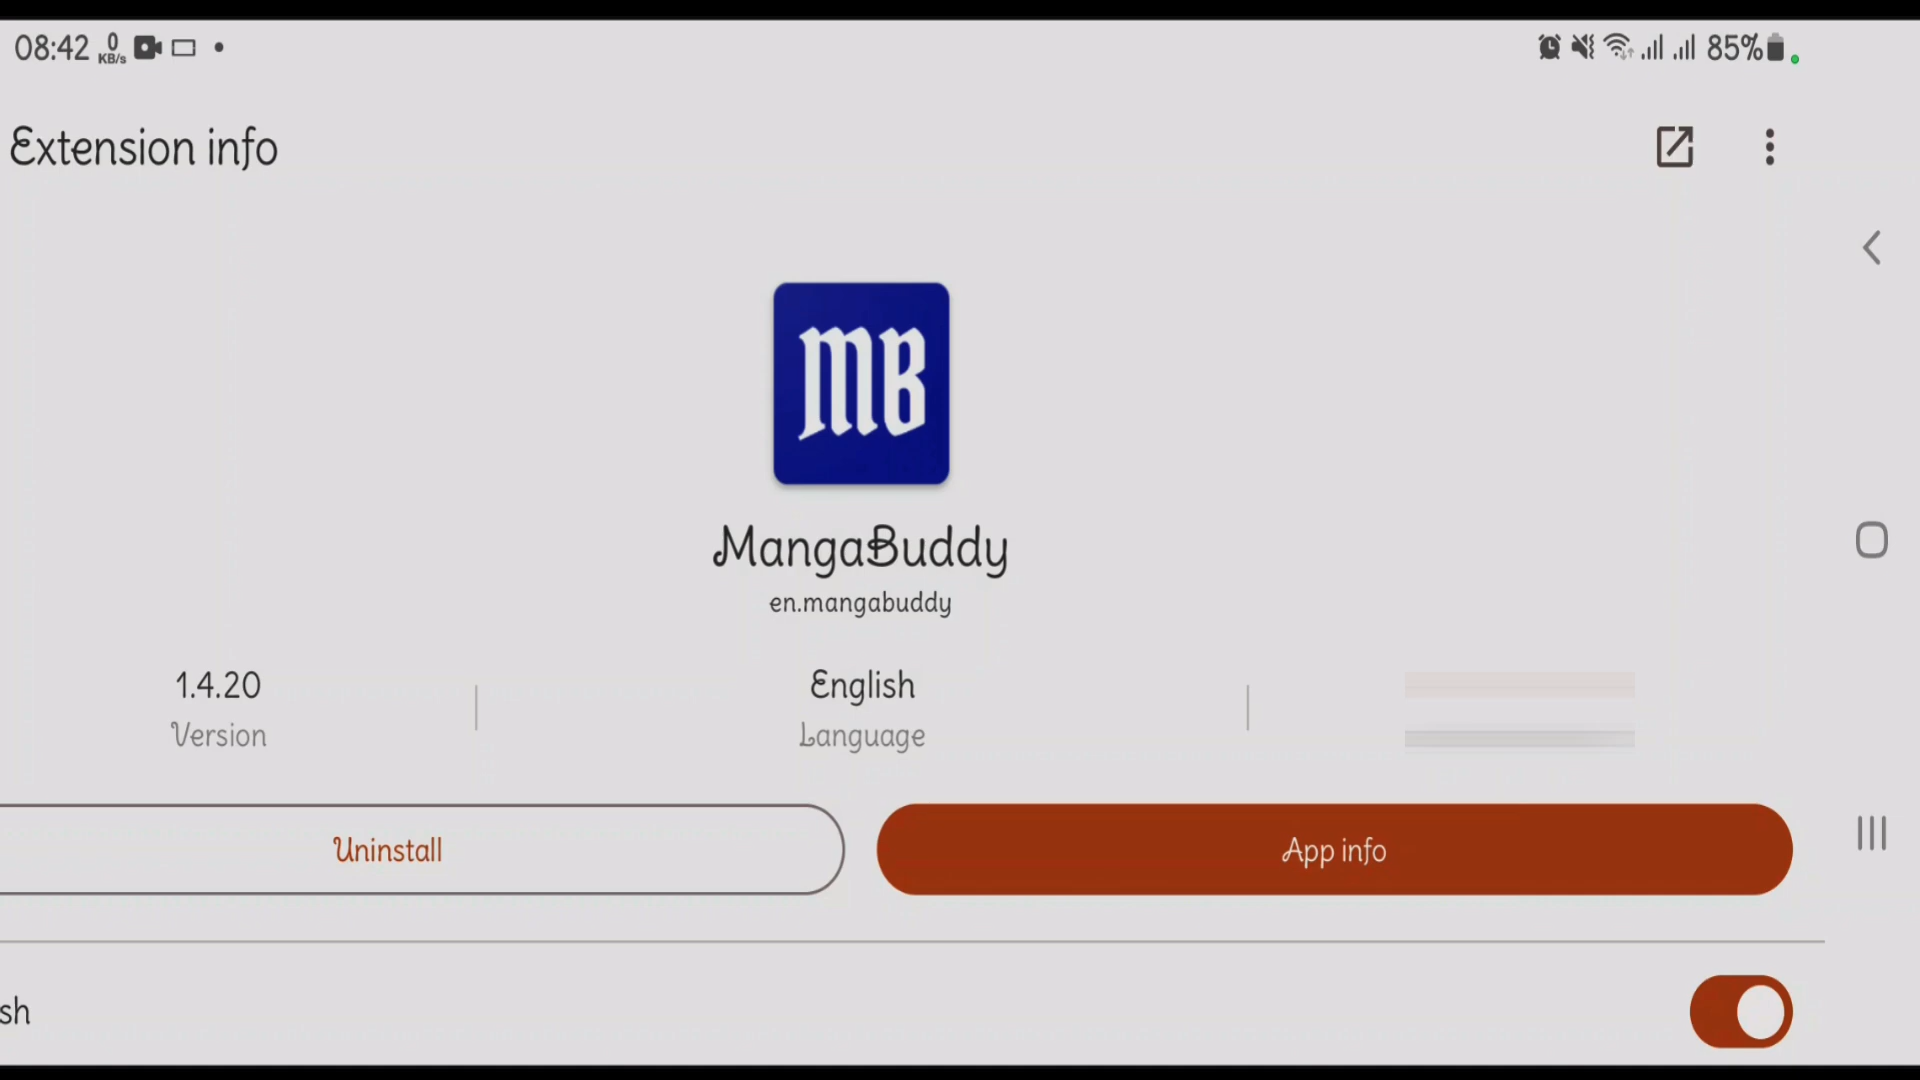 08:42 0 KB/s 85%
Extension info
MB
MangaBuddy
en.mangabuddy
1.4.20 English
Version Language
Uninstall App info
sh